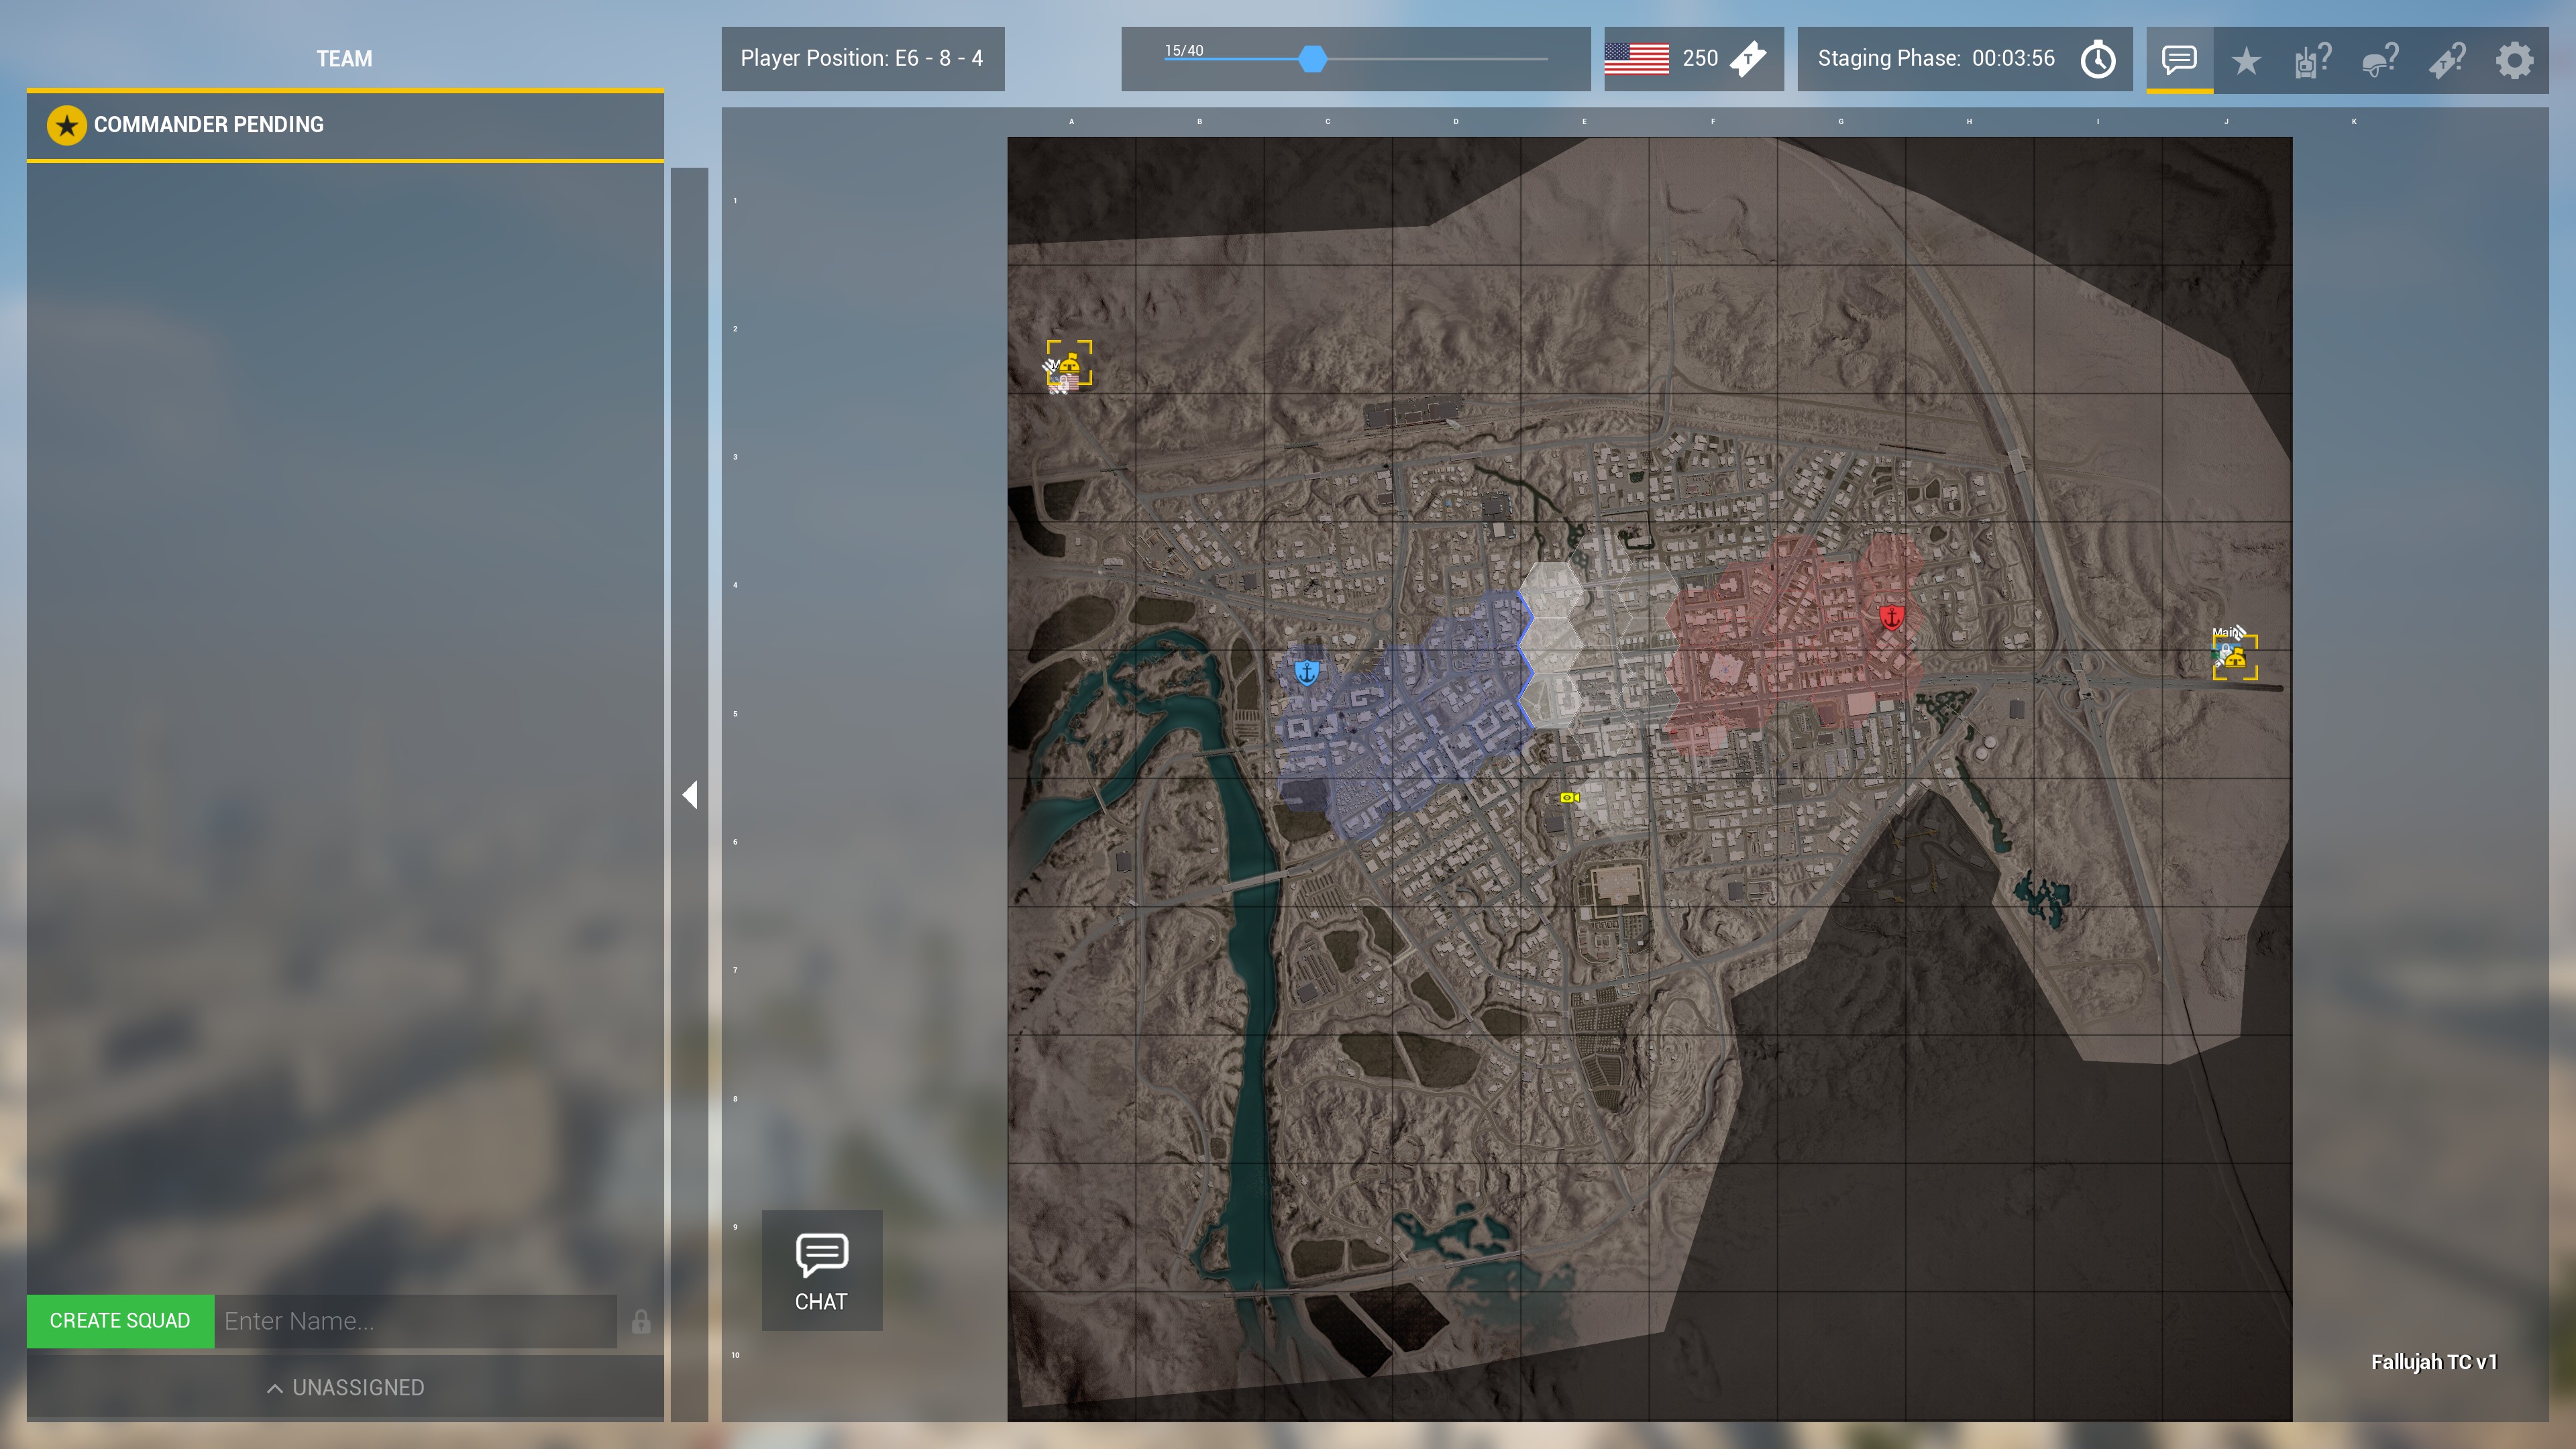 TEAM
Player Position: E6 - 8 - 4
15/40
250
T
Staging Phase: 00:03:56
? ? T ?
COMMANDER PENDING
A B C D E F G H I J K
1
2
3
4
Main
5
6
7
8
9
10
CHAT
CREATE SQUAD
Enter Name...
UNASSIGNED
Fallujah TC v1